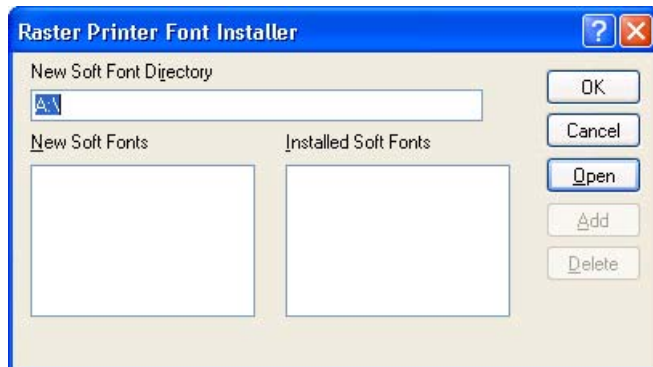 Raster Printer Font Installer
New Soft Font Directory
A:\
New Soft Fonts
Installed Soft Fonts
OK
Cancel
Open
Add
Delete